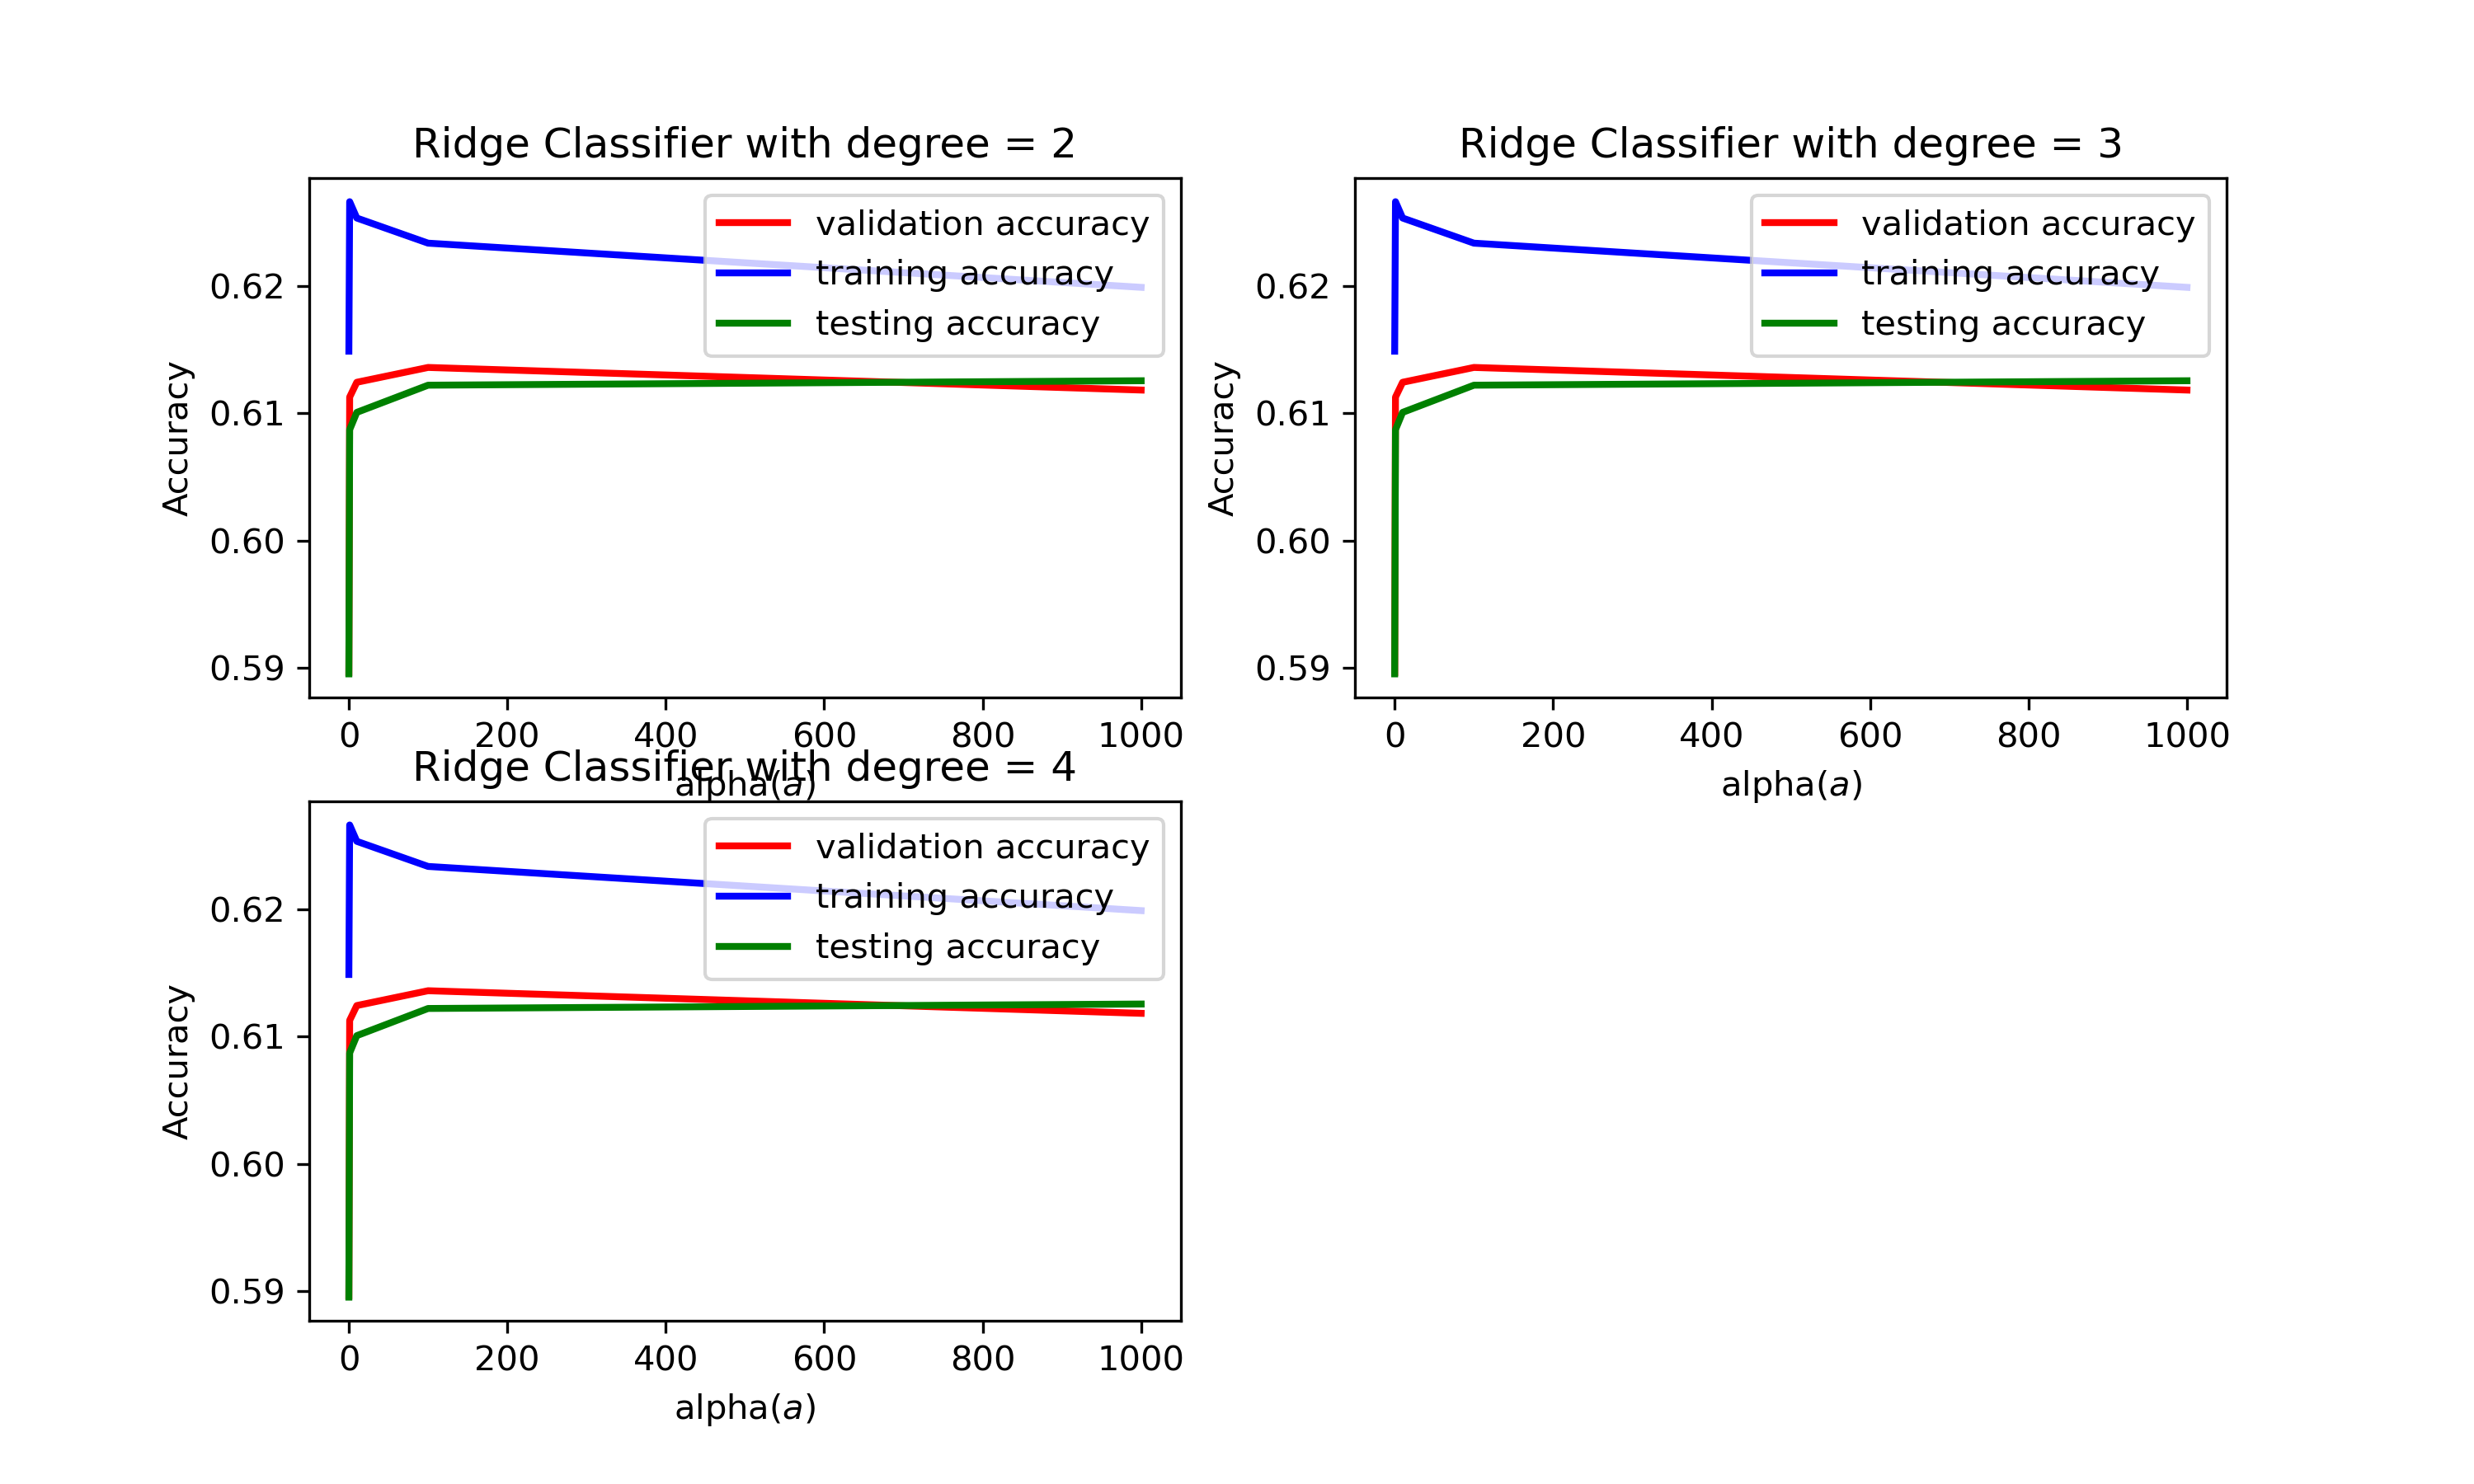 Ridge Classifier with degree = 2
validation accuracy
training accuracy
testing accuracy
0.62
0.61
0.60
0.59
Accuracy
0 200 400 600 800 1000
alpha(a)
Ridge Classifier with degree = 3
validation accuracy
training accuracy
testing accuracy
0.62
0.61
0.60
0.59
Accuracy
0 200 400 600 800 1000
alpha(a)
Ridge Classifier with degree = 4
validation accuracy
training accuracy
testing accuracy
0.62
0.61
0.60
0.59
Accuracy
0 200 400 600 800 1000
alpha(a)